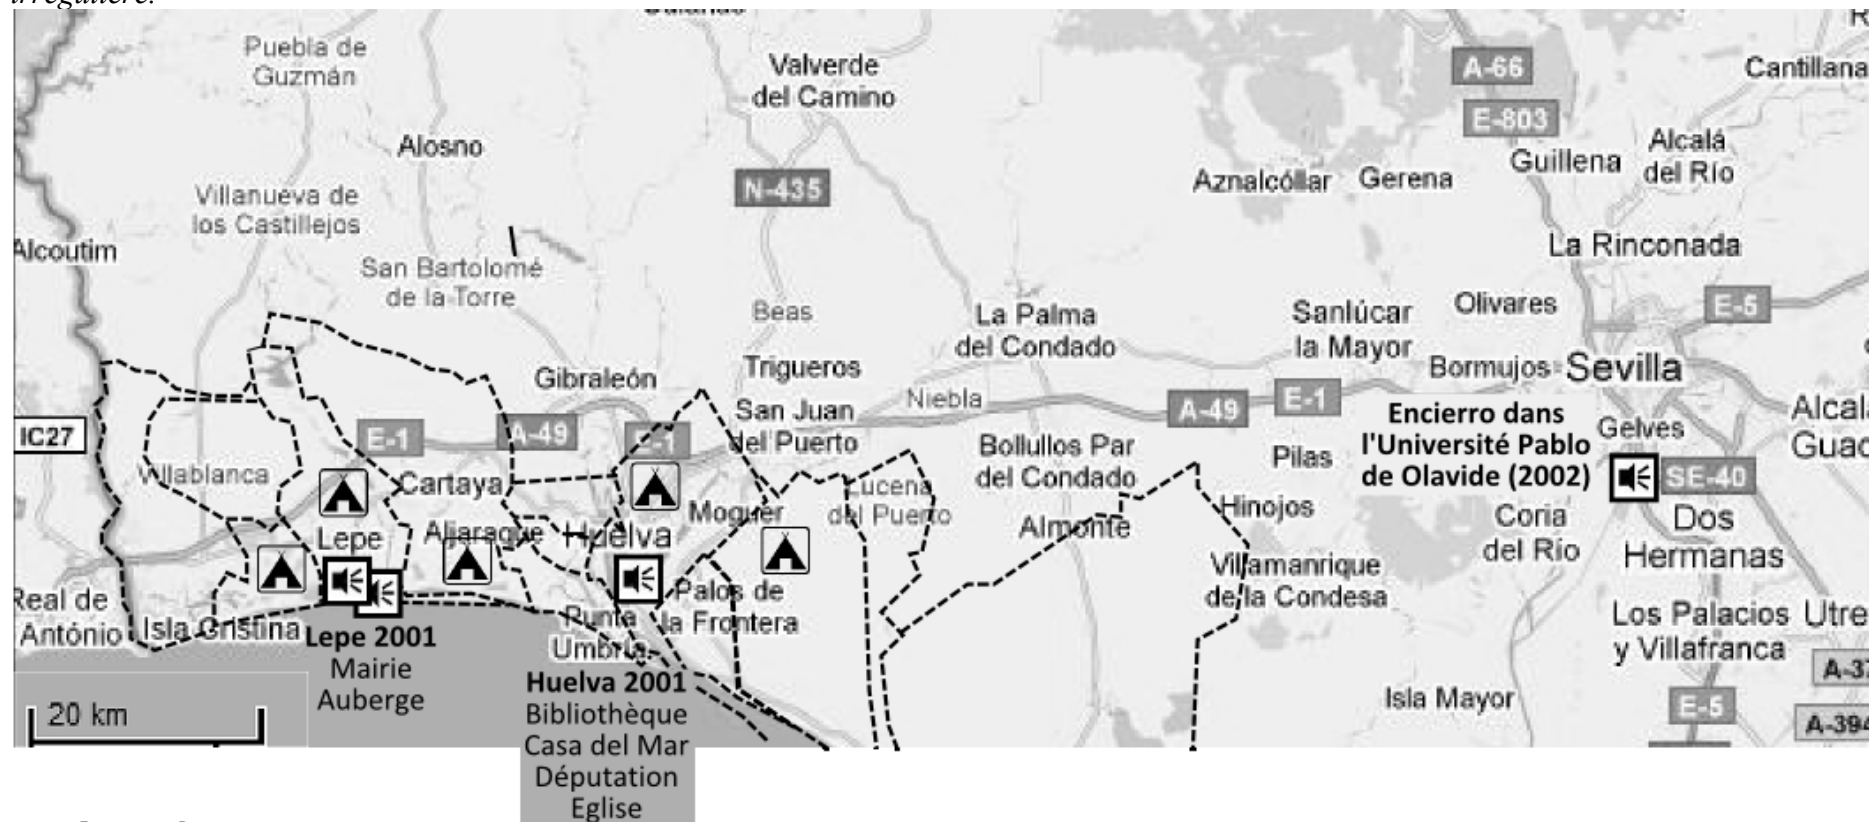 irrégulière.
Puebla de
Guzmán
Valverde
del Camino
A-66
Cantillana
E-803
Alosno
Alcalá
del Río
Guillena
Aznalcóllar
Gerena
N-435
Villanueva de
los Castillejos
Alcoutim
La Rinconada
San Bartolomé
de la Torre
Beas
La Palma
del Condado
Sanlúcar
la Mayor
Olivares
E-5
Gibraleón
Trigueros
Bormujos
Sevilla
Niebla
A-49
E-1
IC27
E-1
A-49
E-1
San Juan
del Puerto
Encierro dans
l'Université Pablo
de Olavide (2002)
Gelves
Bollullos Par
del Condado
Pilas
Villablanca
Cartaya
SE-40
Moguer
Lucena
del Puerto
Hinojos
Almonte
Coria
del Río
Dos
Hermanas
Lepe
Aljaraque
Huelva
Villamanrique
de la Condesa
Real de
António
Isla Cristina
Palos de
la Frontera
Punta
Umbría
Los Palacios
y Villafranca
Lepe 2001
Mairie
Auberge
Huelva 2001
Bibliothèque
Casa del Mar
Députation
Eglise
Isla Mayor
E-5
A-394
20 km